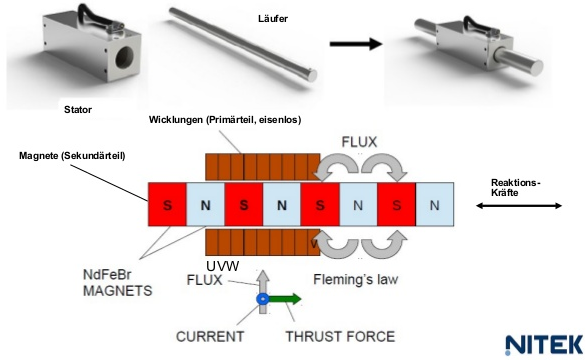 Läufer
Stator
Wicklungen (Primärteil, eisenlos)
FLUX
Magnete (Sekundärteil)
S N S N S N S N
Reaktions-
Kräfte
V
UVW
NdFeBr
MAGNETS
FLUX
Fleming's law
CURRENT
THRUST FORCE
NITEK